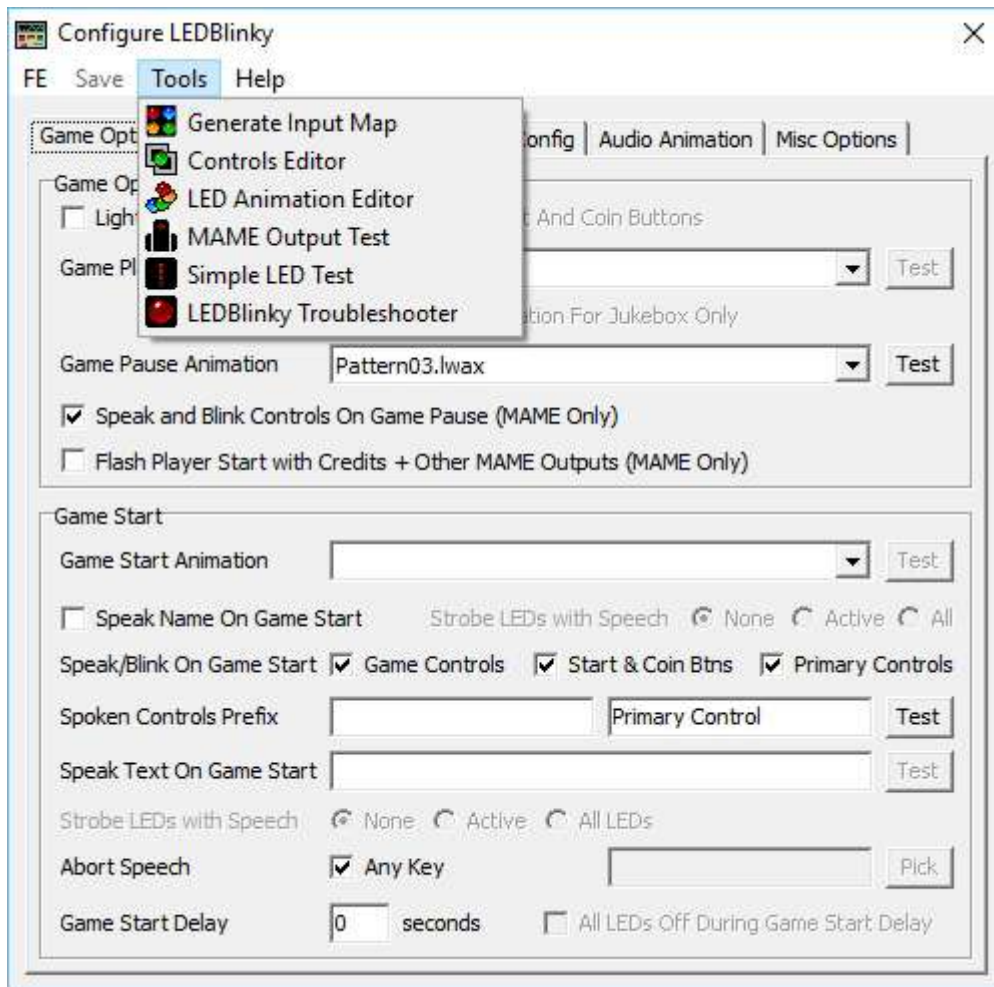 Configure LEDBlinky
FE Save Tools Help
Generate Input Map
Controls Editor
LED Animation Editor
MAME Output Test
Simple LED Test
LEDBlinky Troubleshooter
Game Audio Animation Misc Options
Game
And Coin Buttons
Game Test
For Jukebox Only
Game Pause Animation Pattern03.lwax Test
Speak and Blink Controls On Game Pause (MAME Only)
Flash Player Start with Credits + Other MAME Outputs (MAME Only)
Game Start
Game Start Animation Test
Speak Name On Game Start Strobe LEDs with Speech None Active All
Speak/Blink On Game Start Game Controls Start & Coin Btns Primary Controls
Spoken Controls Prefix Primary Control Test
Speak Text On Game Start Test
Strobe LEDs with Speech None Active All LEDs
Abort Speech Any Key Pick
Game Start Delay 0 seconds All LEDs Off During Game Start Delay